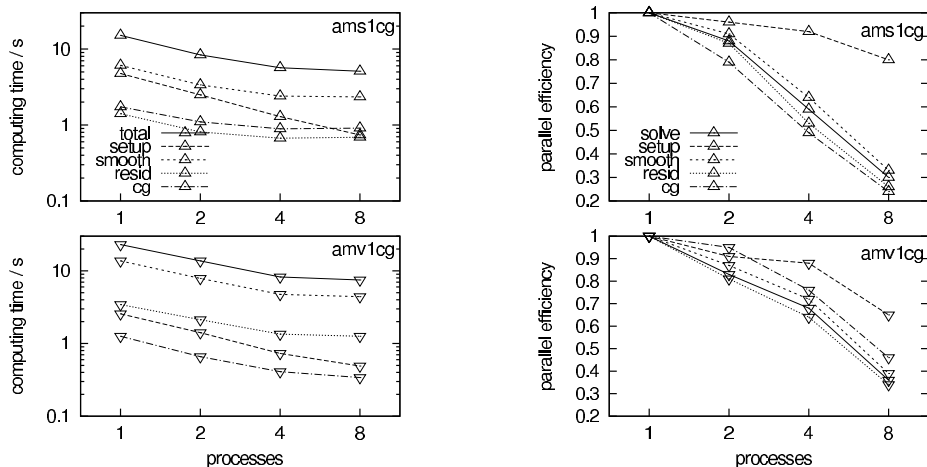 ams1cg
computing time / s
10
1
0.1
total
setup
smooth
resid
cg
1 2 4 8
ams1cg
parallel efficiency
1
0.9
0.8
0.7
0.6
0.5
0.4
0.3
0.2
solve
setup
smooth
resid
cg
1 2 4 8
amv1cg
computing time / s
10
1
0.1
1 2 4 8
processes
amv1cg
parallel efficiency
1
0.9
0.8
0.7
0.6
0.5
0.4
0.3
0.2
1 2 4 8
processes